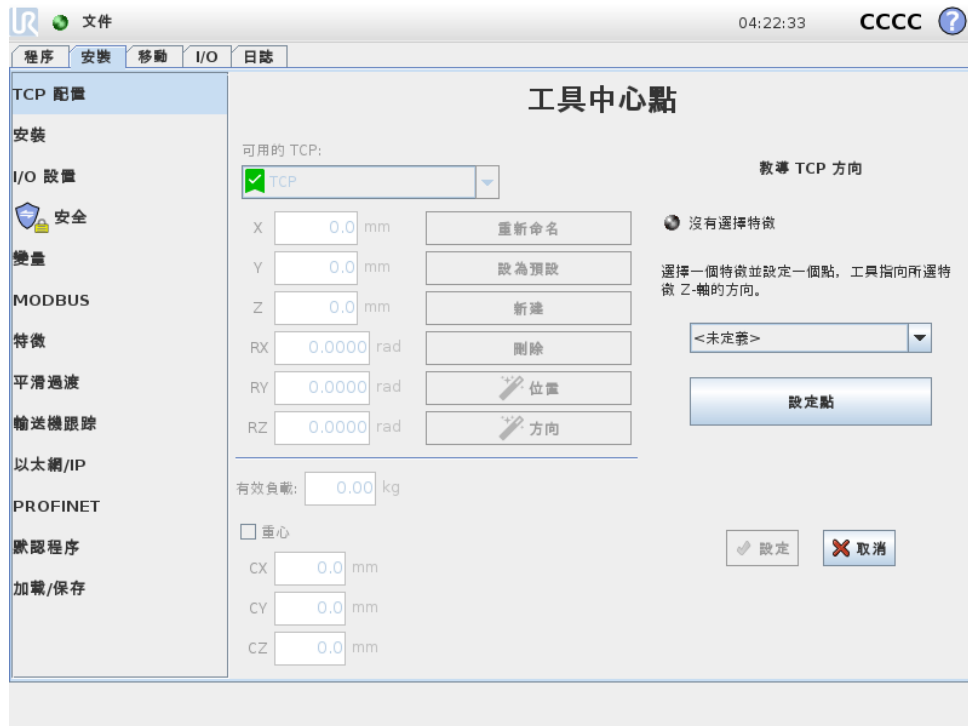 UR 文件 04:22:33 CCCC ?
程序 安裝 移動 I/O 日誌
TCP 配置
安裝
I/O 設置
安全
變量
MODBUS
特徵
平滑過渡
輸送機跟踪
以太網/IP
PROFINET
默認程序
加載/保存
工具中心點
可用的 TCP:
TCP
X 0.0 mm 重新命名
Y 0.0 mm 設為預設
Z 0.0 mm 新建
RX 0.0000 rad 刪除
RY 0.0000 rad 位置
RZ 0.0000 rad 方向
有效負載: 0.00 kg
重心
CX 0.0 mm
CY 0.0 mm
CZ 0.0 mm
教導 TCP 方向
沒有選擇特徵
選擇一個特徵並設定一個點，工具指向所選特
徵 Z-軸的方向。
<未定義>
設定點
設定 取消